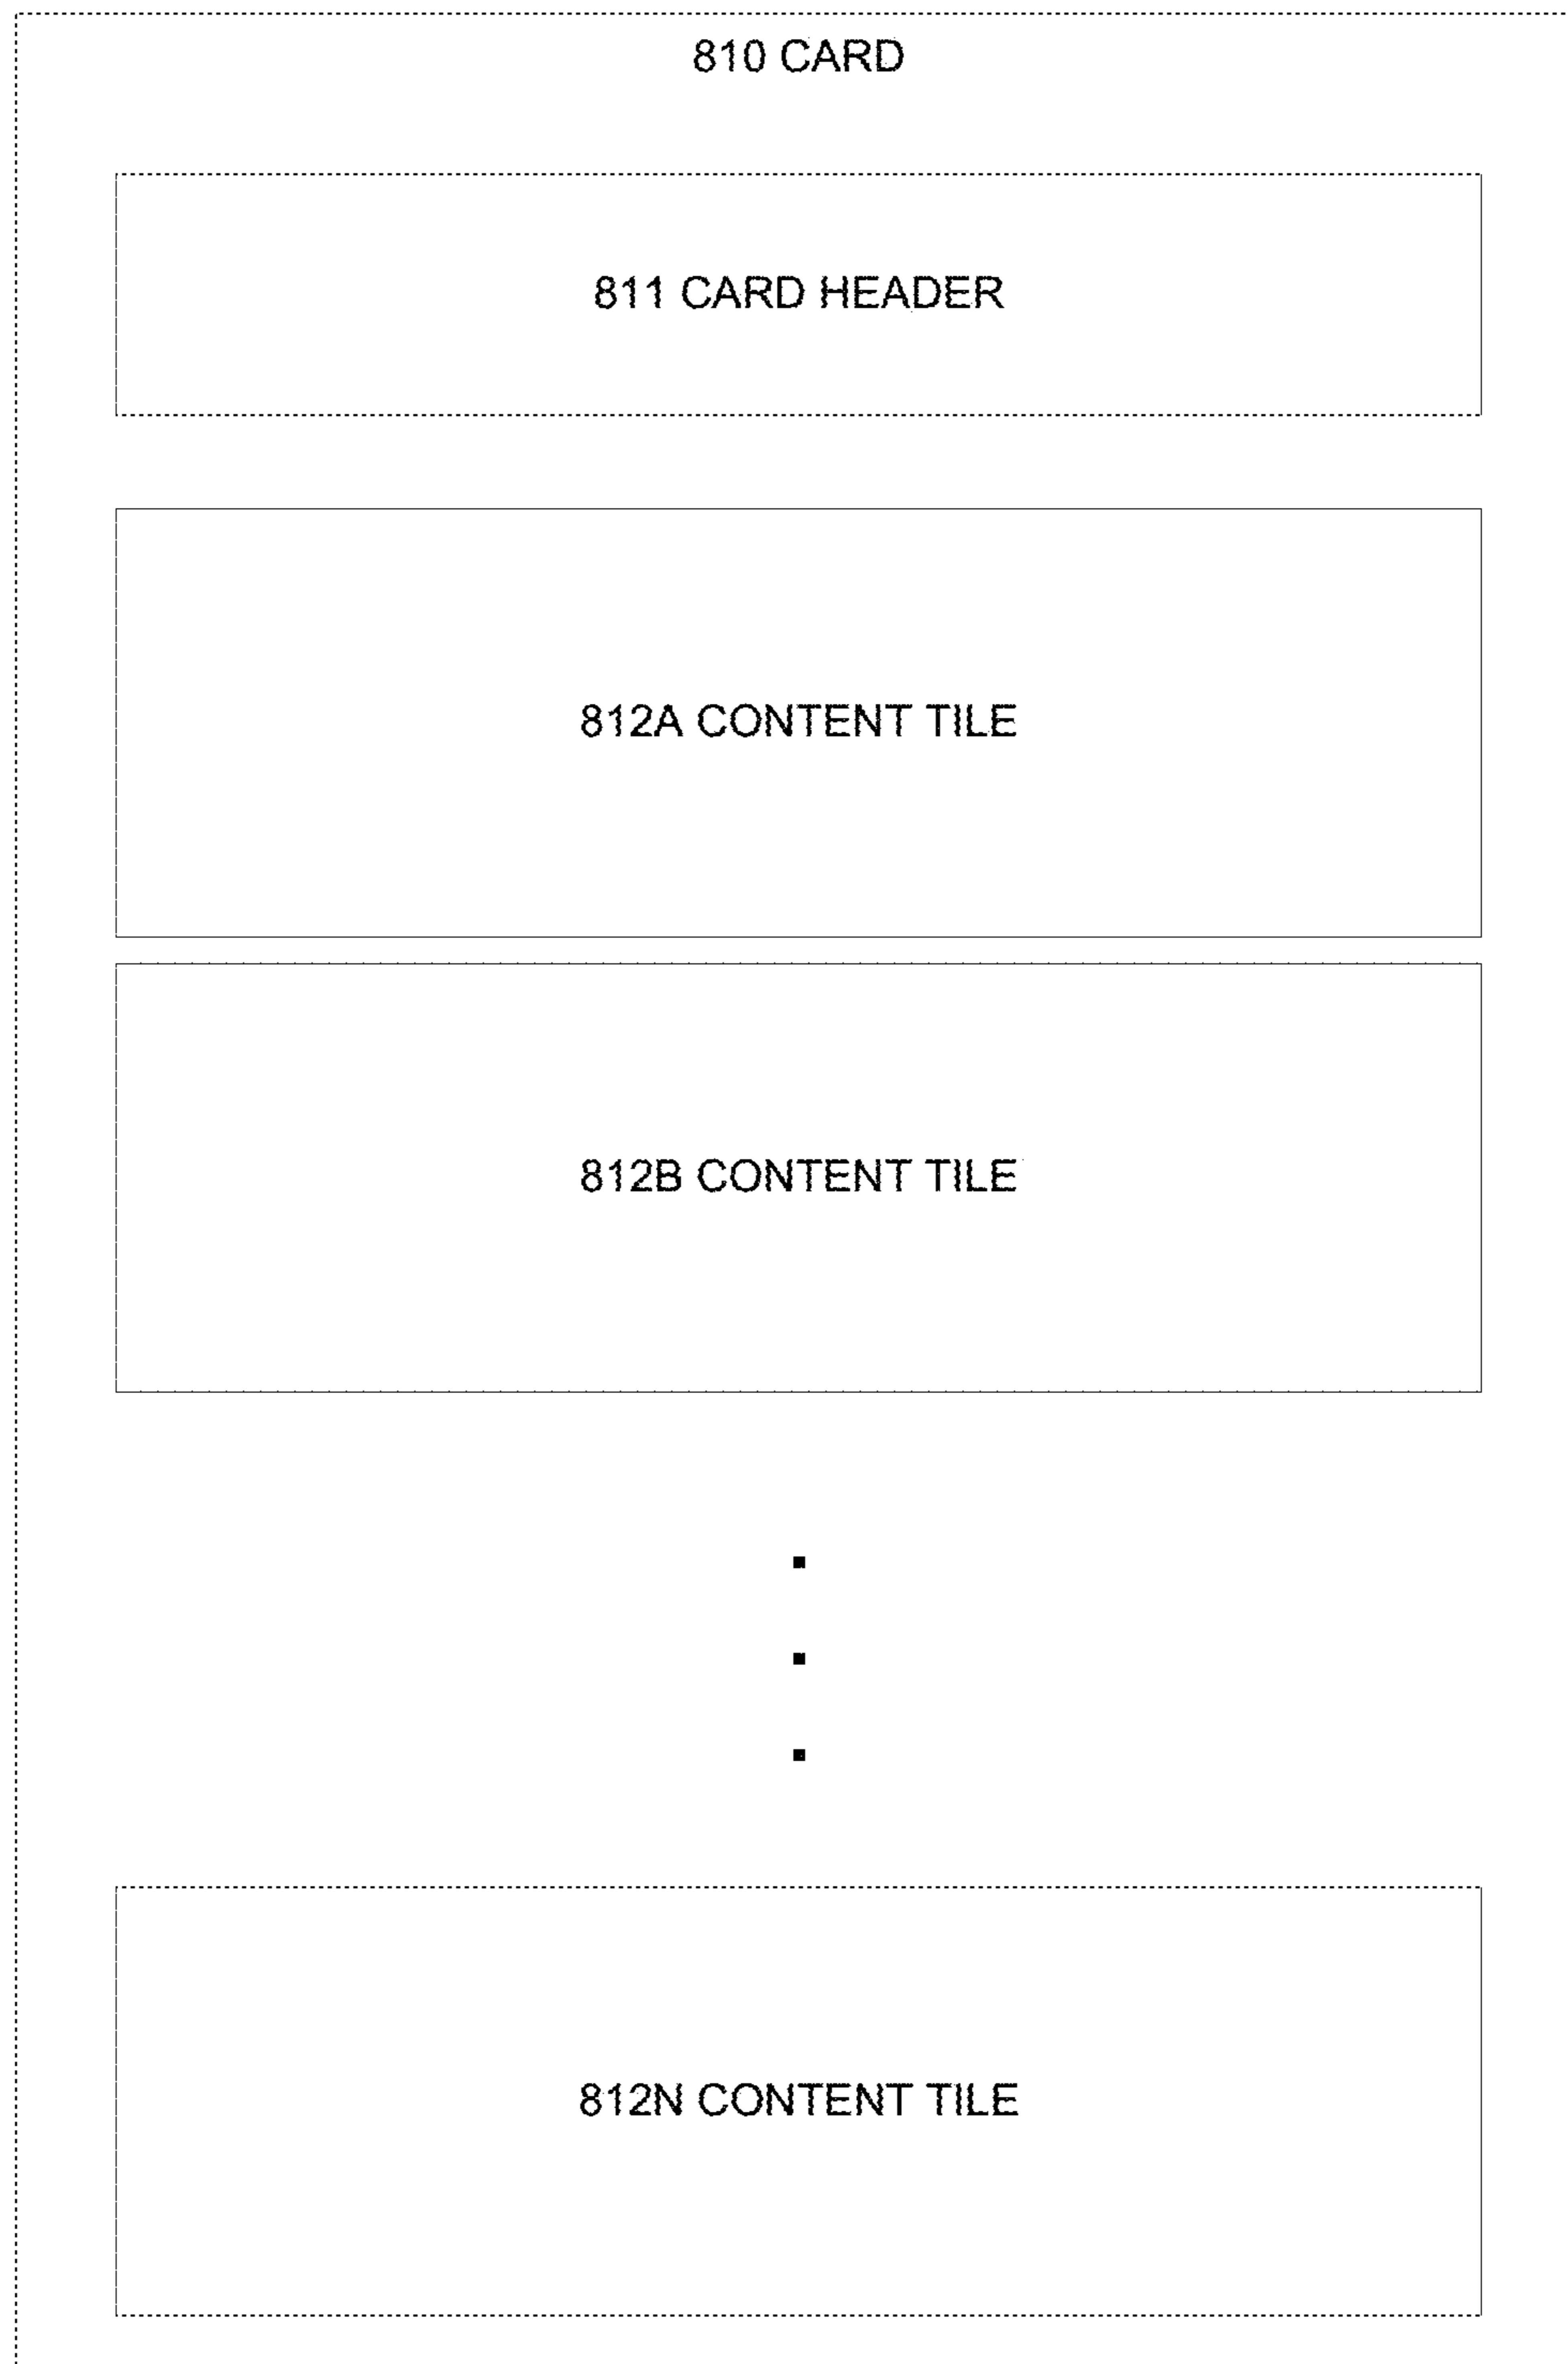 810 CARD
811 CARD HEADER
812A CONTENT TILE
812B CONTENT TILE
812N CONTENT TILE